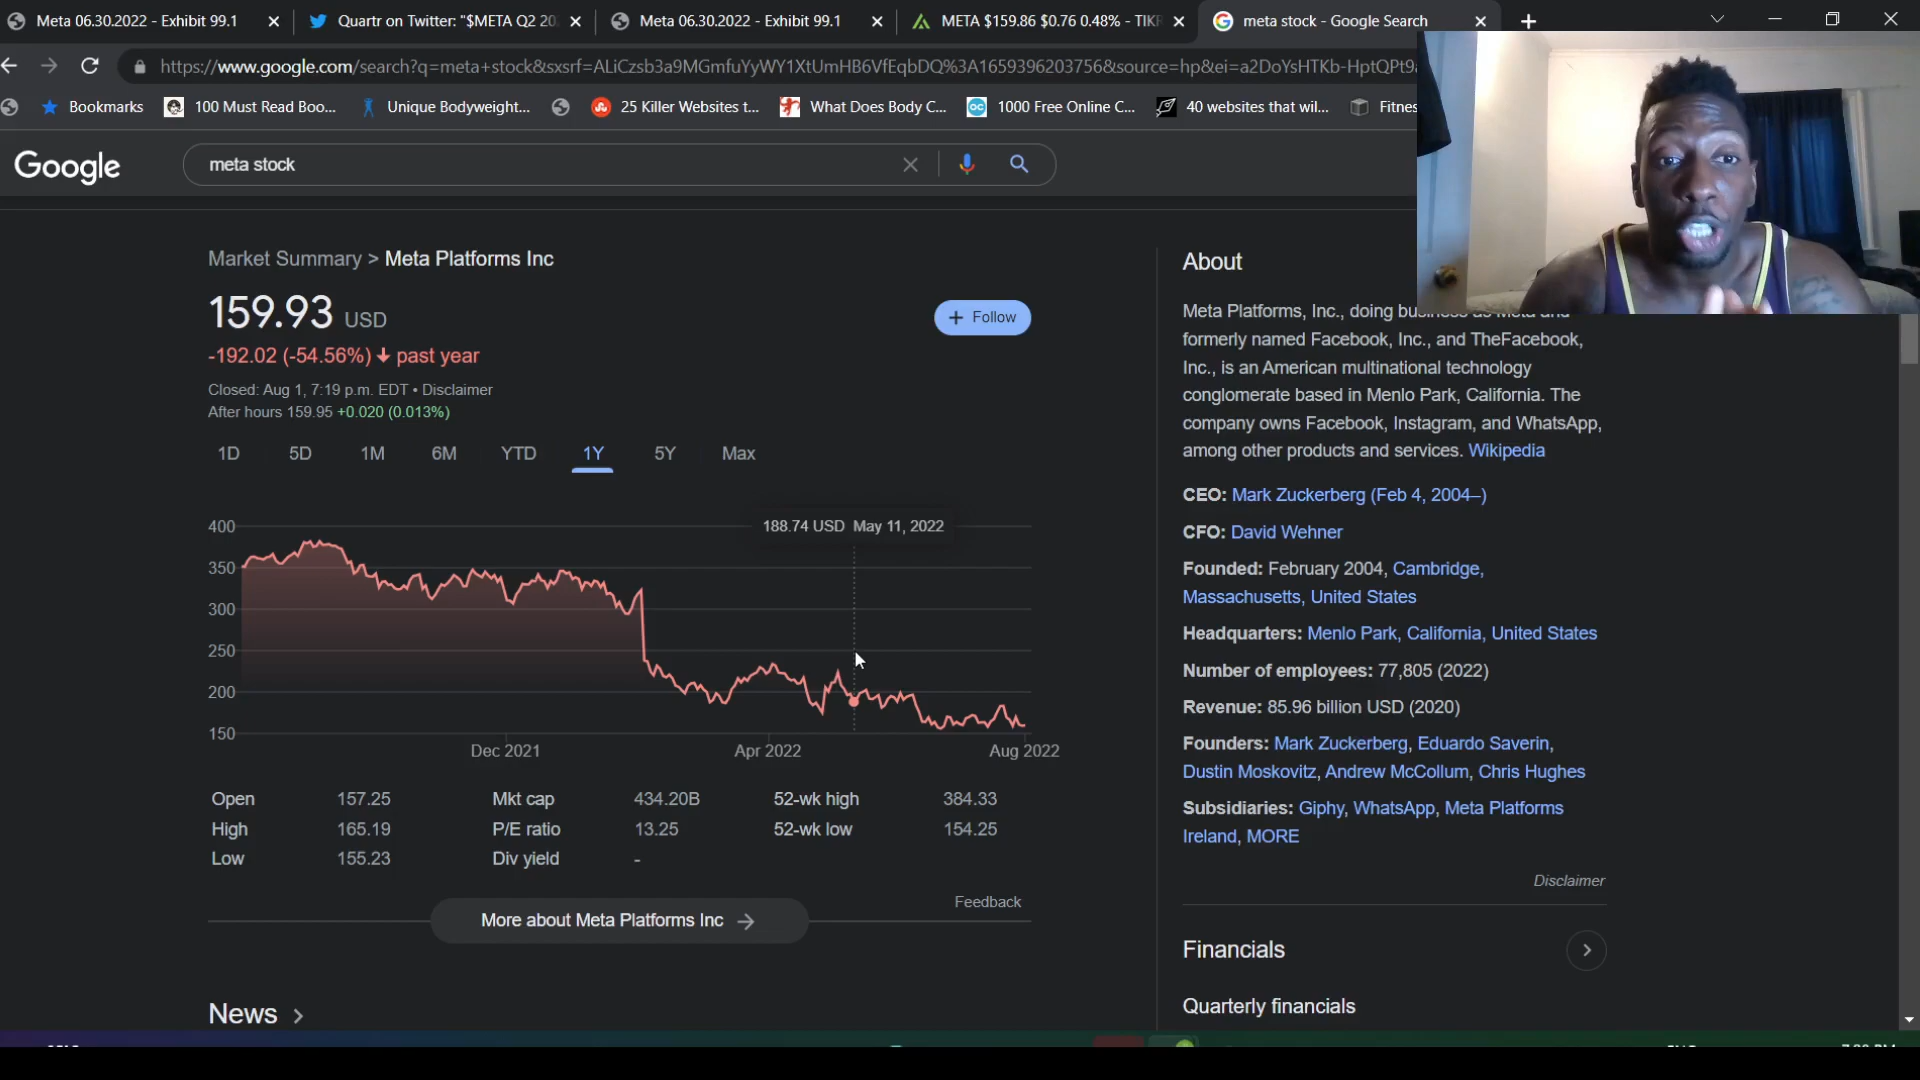 Meta 06.30.2022 - Exhibit 99.1
Quartr on Twitter: "$META Q2 20
Meta 06.30.2022 - Exhibit 99.1
META $159.86 $0.76 0.48% - TIKR
meta stock - Google Search
https://www.google.com/search?q=meta+stock&sxsrf=ALiCzsb3a9MGmfuYyWY1XtUmHB6VfEqbDQ%3A1659396203756&source=hp&ei=a2DoYsHTKb-HptQPt9
Bookmarks
100 Must Read Boo...
Unique Bodyweight...
25 Killer Websites t...
What Does Body C...
1000 Free Online C...
40 websites that wil...
Fitnes
Google
meta stock
Market Summary > Meta Platforms Inc
159.93 USD
+ Follow
-192.02 (-54.56%) past year
Closed: Aug 1, 7:19 p.m. EDT • Disclaimer
After hours 159.95 +0.020 (0.013%)
1D 5D 1M 6M YTD 1Y 5Y Max
188.74 USD May 11, 2022
400
350
300
250
200
150
Dec 2021 Apr 2022 Aug 2022
Open 157.25 Mkt cap 434.20B 52-wk high 384.33
High 165.19 P/E ratio 13.25 52-wk low 154.25
Low 155.23 Div yield -
Feedback
More about Meta Platforms Inc
News
About
Meta Platforms, Inc., doing business as Meta and
formerly named Facebook, Inc., and TheFacebook,
Inc., is an American multinational technology
conglomerate based in Menlo Park, California. The
company owns Facebook, Instagram, and WhatsApp,
among other products and services. Wikipedia
CEO: Mark Zuckerberg (Feb 4, 2004–)
CFO: David Wehner
Founded: February 2004, Cambridge,
Massachusetts, United States
Headquarters: Menlo Park, California, United States
Number of employees: 77,805 (2022)
Revenue: 85.96 billion USD (2020)
Founders: Mark Zuckerberg, Eduardo Saverin,
Dustin Moskovitz, Andrew McCollum, Chris Hughes
Subsidiaries: Giphy, WhatsApp, Meta Platforms
Ireland, MORE
Disclaimer
Financials
Quarterly financials